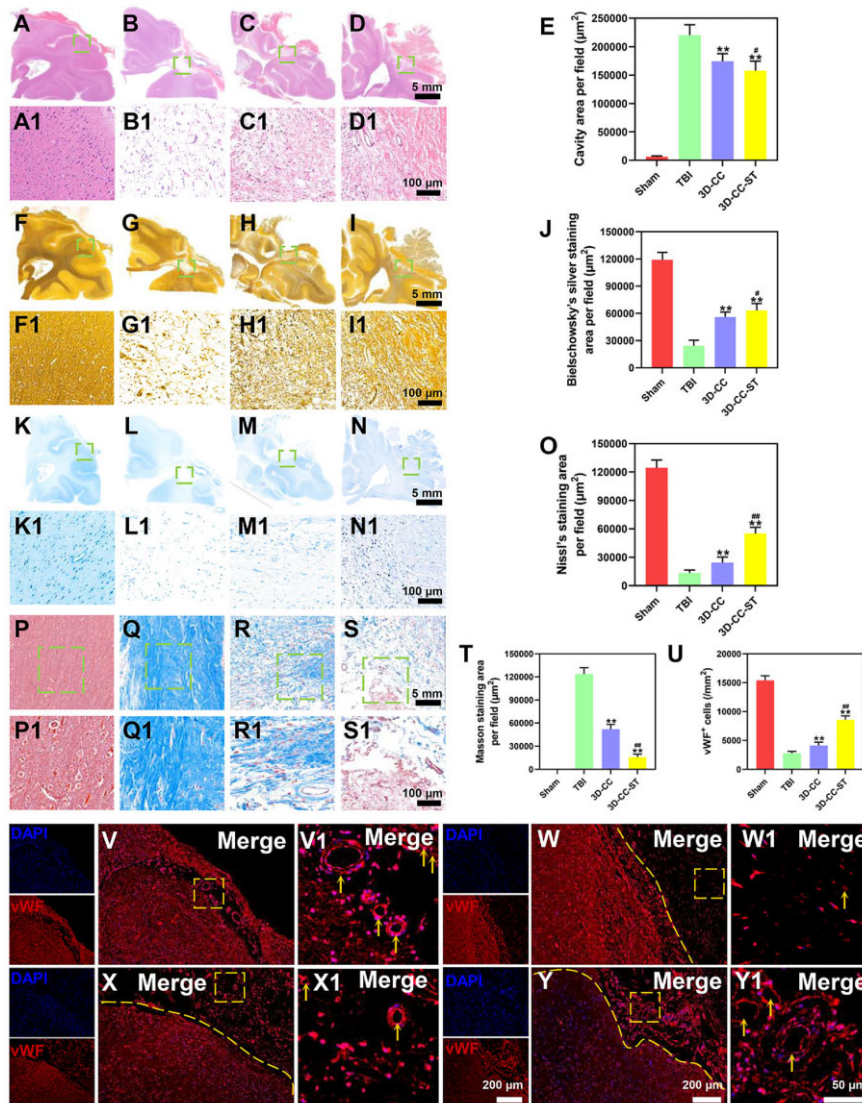 A B C D
5 mm
A1 B1 C1 D1
100 µm
F G H I
5 mm
F1 G1 H1 I1
100 µm
K L M N
5 mm
K1 L1 M1 N1
100 µm
P Q R S
5 mm
P1 Q1 R1 S1
100 µm
E
Cavity area per field (µm²)
250000
200000
150000
100000
50000
0
** # **
Sham TBI 3D-CC 3D-CC-ST
J
Bielschowsky's silver staining
area per field (µm²)
150000
120000
90000
60000
30000
0
** # **
Sham TBI 3D-CC 3D-CC-ST
O
Nissl's staining area
per field (µm²)
150000
120000
90000
60000
30000
0
** ## **
Sham TBI 3D-CC 3D-CC-ST
T
Masson staining area
per field (µm²)
150000
120000
90000
60000
30000
0
** ## **
Sham TBI 3D-CC 3D-CC-ST
U
vWF⁺ cells (/mm²)
20000
15000
10000
5000
0
** ## **
Sham TBI 3D-CC 3D-CC-ST
DAPI V Merge V1 Merge DAPI W Merge W1 Merge
vWF vWF
DAPI X Merge X1 Merge DAPI Y Merge Y1 Merge
vWF vWF
200 µm 200 µm 50 µm